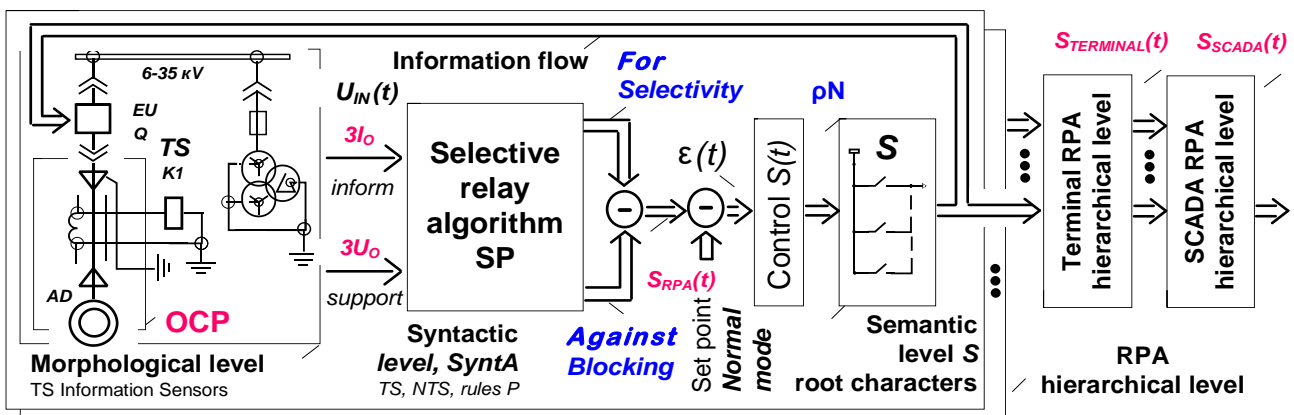 6-35 кV
EU
Q
TS
K1
AD
OCP
Morphological level
TS Information Sensors
Information flow
U_IN(t)
3I_O
inform
3U_O
support
Selective
relay
algorithm
SP
Syntactic
level, SyntA
TS, NTS, rules P
For
Selectivity
Against
Blocking
S_RPA(t)
ε(t)
Set point
Normal
mode
Control S(t)
ρN
S
Semantic
level S
root characters
S_TERMINAL(t)
S_SCADA(t)
Terminal RPA
hierarchical level
SCADA RPA
hierarchical level
RPA
hierarchical level